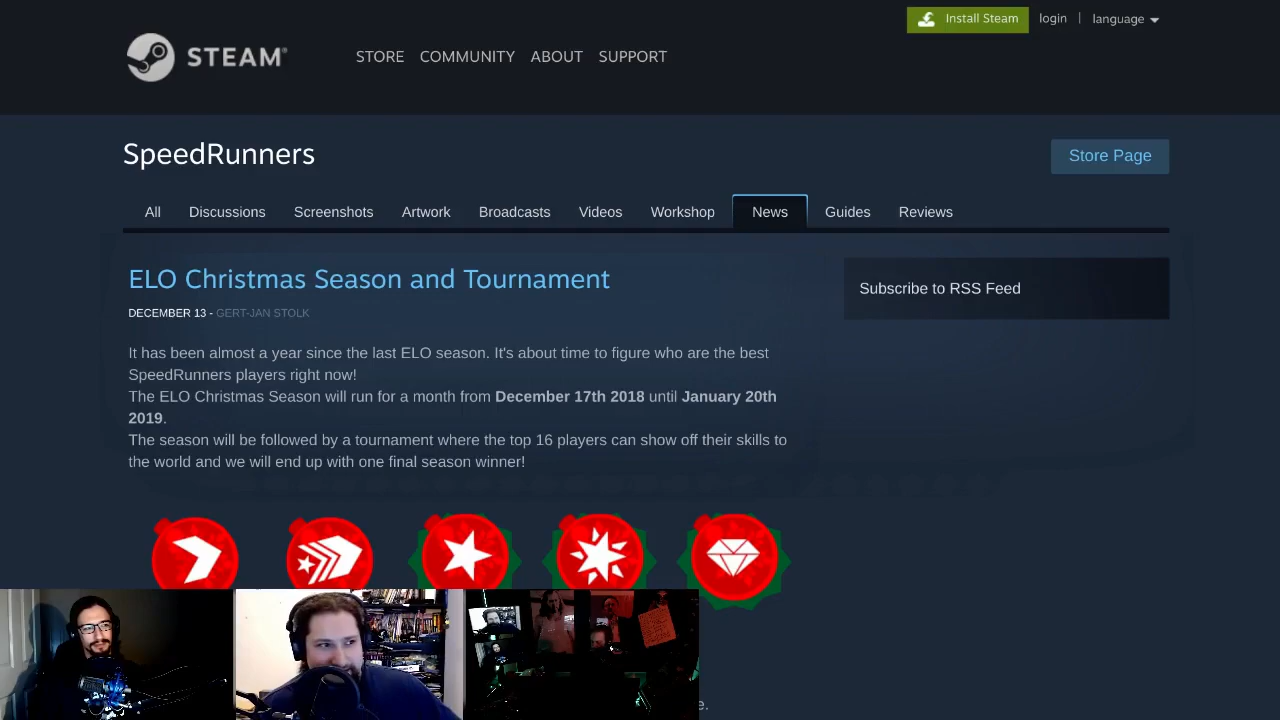 Install Steam
login
|
language
STEAM®
STORE
COMMUNITY
ABOUT
SUPPORT
SpeedRunners
Store Page
All
Discussions
Screenshots
Artwork
Broadcasts
Videos
Workshop
News
Guides
Reviews
ELO Christmas Season and Tournament
DECEMBER 13 - GERT-JAN STOLK
Subscribe to RSS Feed
It has been almost a year since the last ELO season. It's about time to figure who are the best
SpeedRunners players right now!
The ELO Christmas Season will run for a month from December 17th 2018 until January 20th
2019.
The season will be followed by a tournament where the top 16 players can show off their skills to
the world and we will end up with one final season winner!